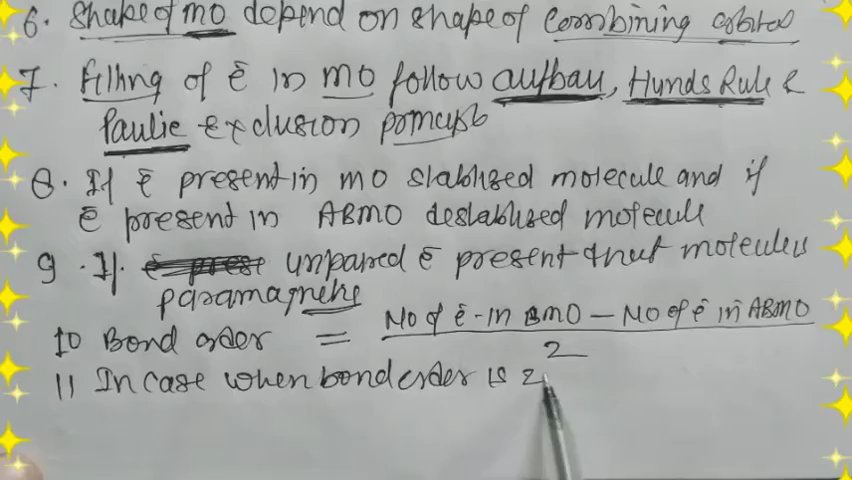 6. Shape of mo depend on shape of Combining orbital
7. Filling of ē in mo follow aufbau, Hunds Rule &
Paulie exclusion principle
8. If ē present in mo stablised molecule and if
ē present in ABMO destablised molecule
9. If unpaired ē present that molecule is
paramagnetic
10 Bond order = No of ē-in BMO - No of ē in ABMO
2
11 In case when bond order is z